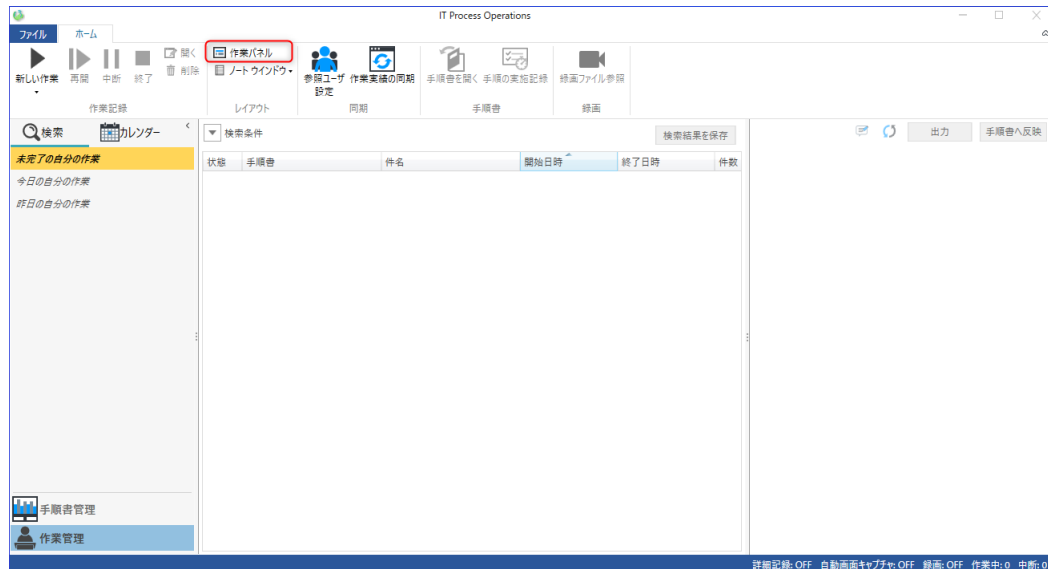 IT Process Operations
ファイル ホーム
新しい作業 再開 中断 終了 開く 削除
作業記録
作業パネル
ノート ウインドウ
レイアウト
参照ユーザ設定 作業実績の同期
同期
手順書を開く 手順の実施記録
手順書
録画ファイル参照
録画
検索 カレンダー
未完了の自分の作業
今日の自分の作業
昨日の自分の作業
手順書管理
作業管理
検索条件 検索結果を保存
状態 手順書 件名 開始日時 終了日時 件数
出力 手順書へ反映
詳細記録: OFF 自動画面キャプチャ: OFF 録画: OFF 作業中: 0 中断: 0